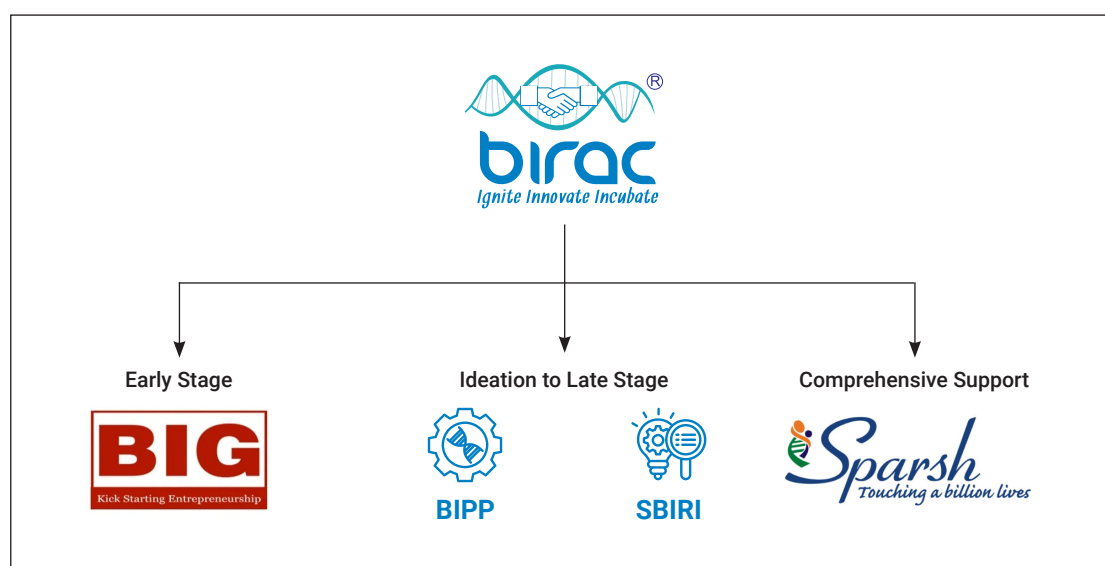 ®
birac
Ignite Innovate Incubate
Early Stage
Ideation to Late Stage
Comprehensive Support
BIG
Kick Starting Entrepreneurship
BIPP
SBIRI
Sparsh
Touching a billion lives